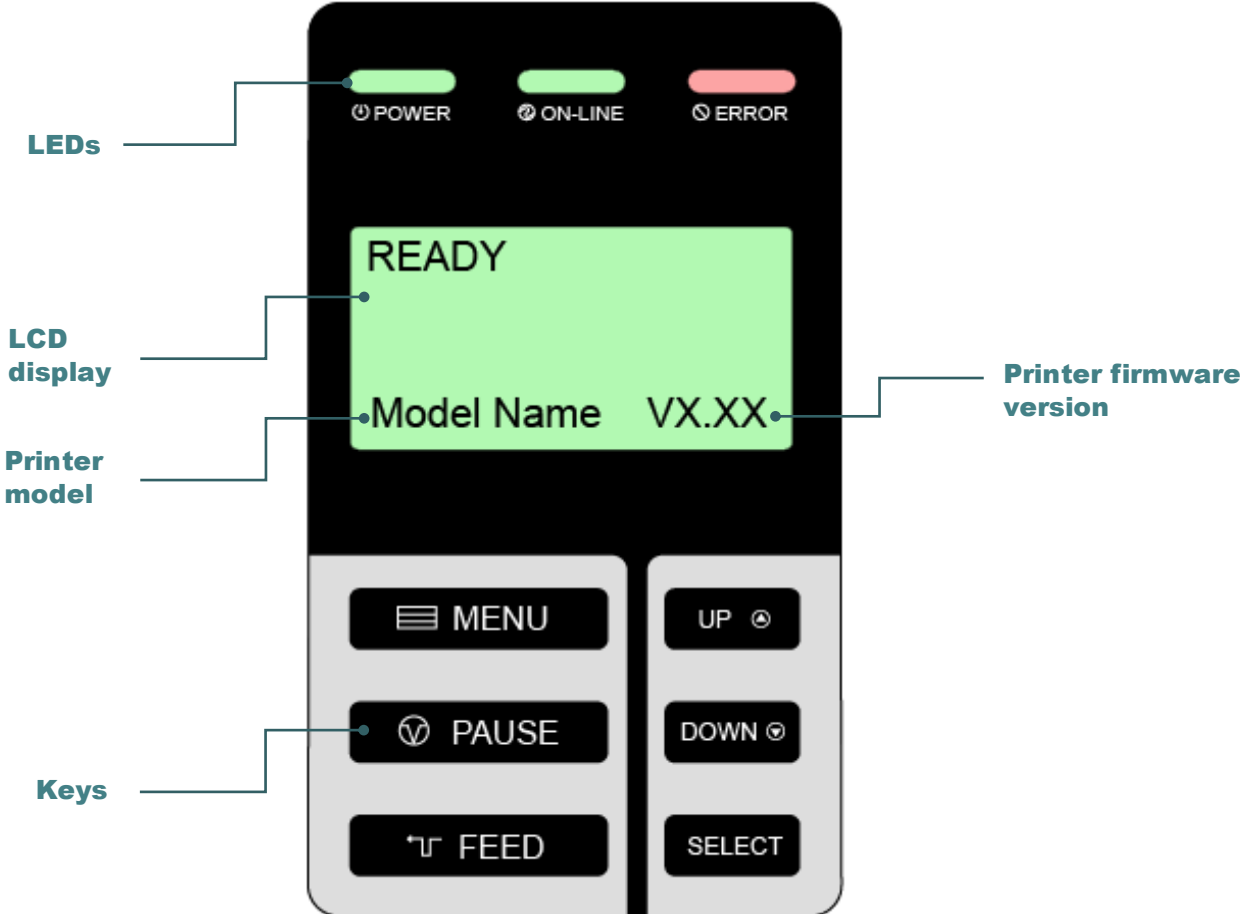 POWER ON-LINE ERROR
LEDs
READY
LCD
display
Model Name VX.XX
Printer firmware
version
Printer
model
MENU UP
PAUSE DOWN
Keys
FEED SELECT